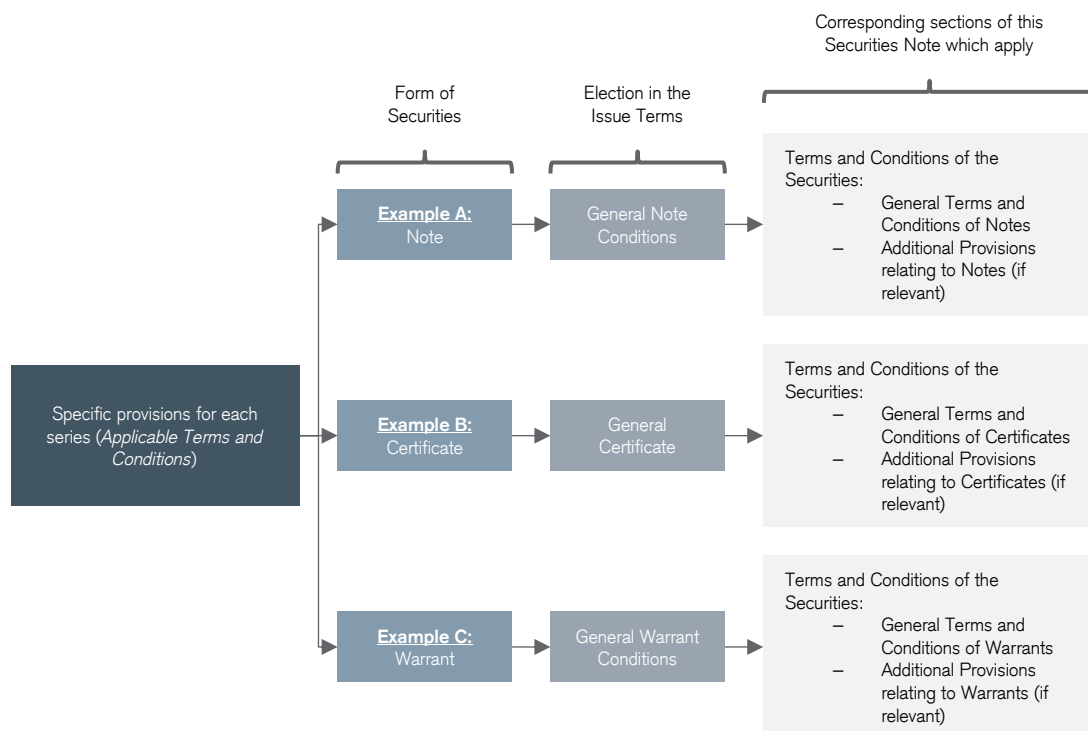 Corresponding sections of this
Securities Note which apply
Form of
Securities
Election in the
Issue Terms
Specific provisions for each
series (Applicable Terms and
Conditions)
Example A:
Note
General Note
Conditions
Terms and Conditions of the
Securities:
– General Terms and
Conditions of Notes
– Additional Provisions
relating to Notes (if
relevant)
Example B:
Certificate
General
Certificate
Terms and Conditions of the
Securities:
– General Terms and
Conditions of Certificates
– Additional Provisions
relating to Certificates (if
relevant)
Example C:
Warrant
General Warrant
Conditions
Terms and Conditions of the
Securities:
– General Terms and
Conditions of Warrants
– Additional Provisions
relating to Warrants (if
relevant)